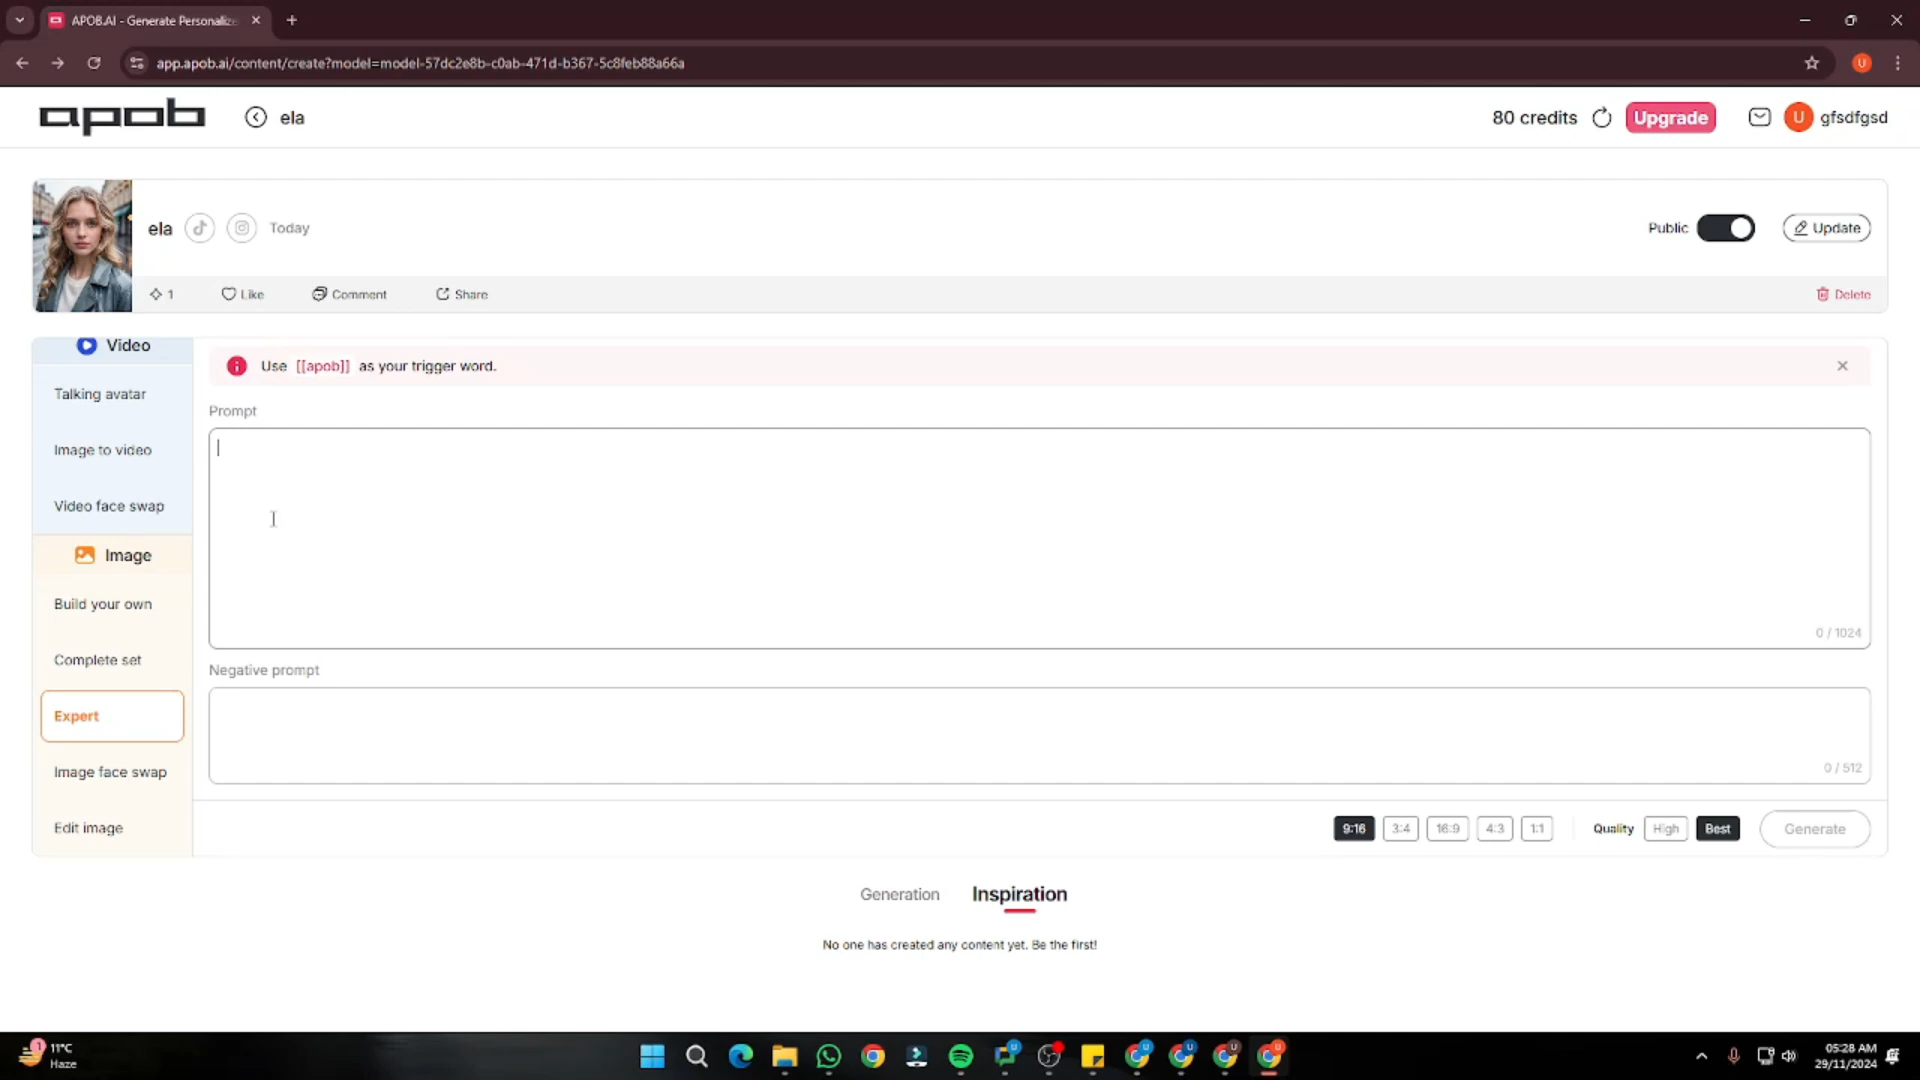 APOB.AI - Generate Personalize
app.apob.ai/content/create?model=model-57dc2e8b-c0ab-471d-b367-5c8feb88a66a
U
apob
ela
80 credits
Upgrade
U
gfsdfgsd
ela
Today
Public
Update
1
Like
Comment
Share
Delete
Video
Use [[apob]] as your trigger word.
Talking avatar
Prompt
Image to video
Video face swap
Image
Build your own
0 / 1024
Complete set
Negative prompt
Expert
Image face swap
0 / 512
Edit image
9:16
3:4
16:9
4:3
1:1
Quality
High
Best
Generate
Generation
Inspiration
No one has created any content yet. Be the first!
1
11°C
Haze
U
U
U
U
U
05:28 AM
29/11/2024